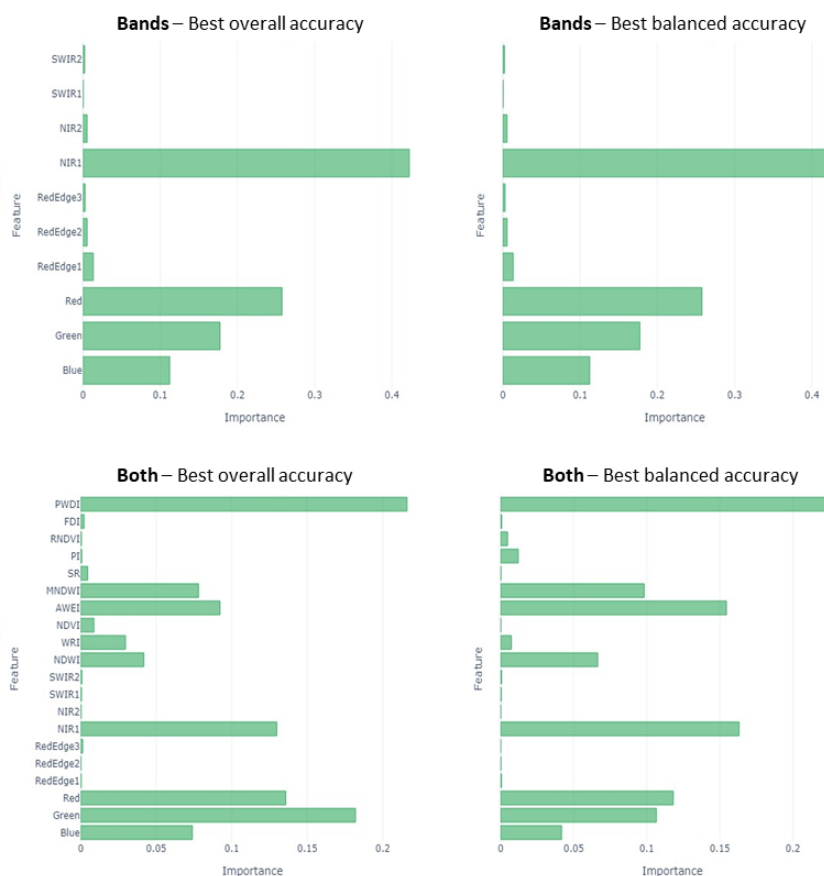 Bands – Best overall accuracy
SWIR2
SWIR1
NIR2
NIR1
RedEdge3
RedEdge2
RedEdge1
Red
Green
Blue
Feature
0 0.1 0.2 0.3 0.4
Importance
Bands – Best balanced accuracy
Feature
0 0.1 0.2 0.3 0.4
Importance
Both – Best overall accuracy
PWDI
FDI
RNDVI
PI
SR
MNDWI
AWEI
NDVI
WRI
NDWI
SWIR2
SWIR1
NIR2
NIR1
RedEdge3
RedEdge2
RedEdge1
Red
Green
Blue
Feature
0 0.05 0.1 0.15 0.2
Importance
Both – Best balanced accuracy
Feature
0 0.05 0.1 0.15 0.2
Importance